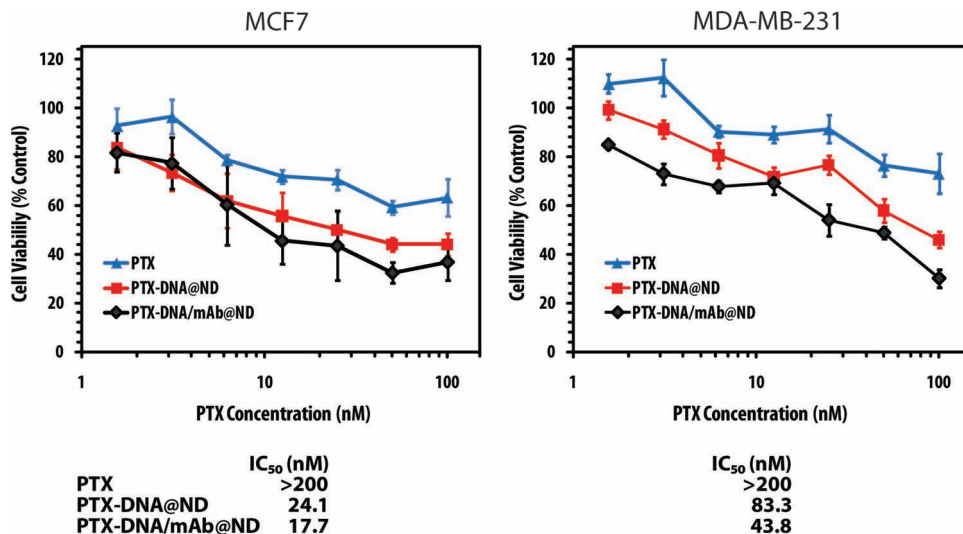 MCF7
MDA-MB-231
120
100
80
60
40
20
0
Cell Viability (% Control)
PTX
PTX-DNA@ND
PTX-DNA/mAb@ND
1
10
100
PTX Concentration (nM)
120
100
80
60
40
20
0
Cell Viability (% Control)
PTX
PTX-DNA@ND
PTX-DNA/mAb@ND
1
10
100
PTX Concentration (nM)
IC50 (nM) IC50 (nM)
PTX >200 >200
PTX-DNA@ND 24.1 83.3
PTX-DNA/mAb@ND 17.7 43.8